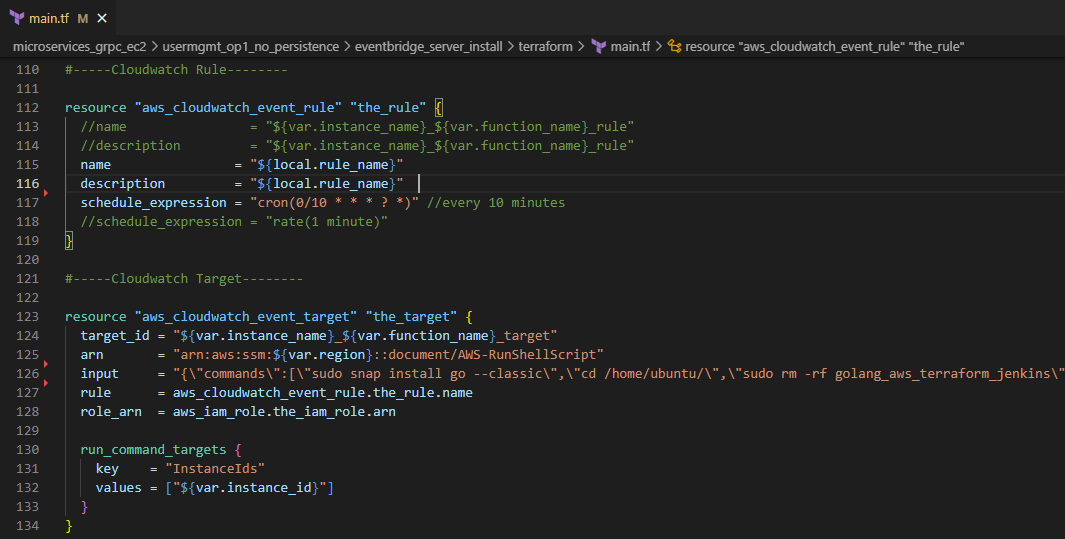 main.tf M ×
microservices_grpc_ec2 > usermgmt_op1_no_persistence > eventbridge_server_install > terraform > main.tf > resource "aws_cloudwatch_event_rule" "the_rule"
110 #-----Cloudwatch Rule--------
111
112 resource "aws_cloudwatch_event_rule" "the_rule" {
113 //name                = "${var.instance_name}_${var.function_name}_rule"
114 //description         = "${var.instance_name}_${var.function_name}_rule"
115 name                = "${local.rule_name}"
116 description         = "${local.rule_name}"
117 schedule_expression = "cron(0/10 * * * ? *)" //every 10 minutes
118 //schedule_expression = "rate(1 minute)"
119 }
120
121 #-----Cloudwatch Target--------
122
123 resource "aws_cloudwatch_event_target" "the_target" {
124 target_id = "${var.instance_name}_${var.function_name}_target"
125 arn       = "arn:aws:ssm:${var.region}::document/AWS-RunShellScript"
126 input     = "{\"commands\":[\"sudo snap install go --classic\",\"cd /home/ubuntu/\",\"sudo rm -rf golang_aws_terraform_jenkins\"
127 rule      = aws_cloudwatch_event_rule.the_rule.name
128 role_arn  = aws_iam_role.the_iam_role.arn
129
130 run_command_targets {
131 key    = "InstanceIds"
132 values = ["${var.instance_id}"]
133 }
134 }